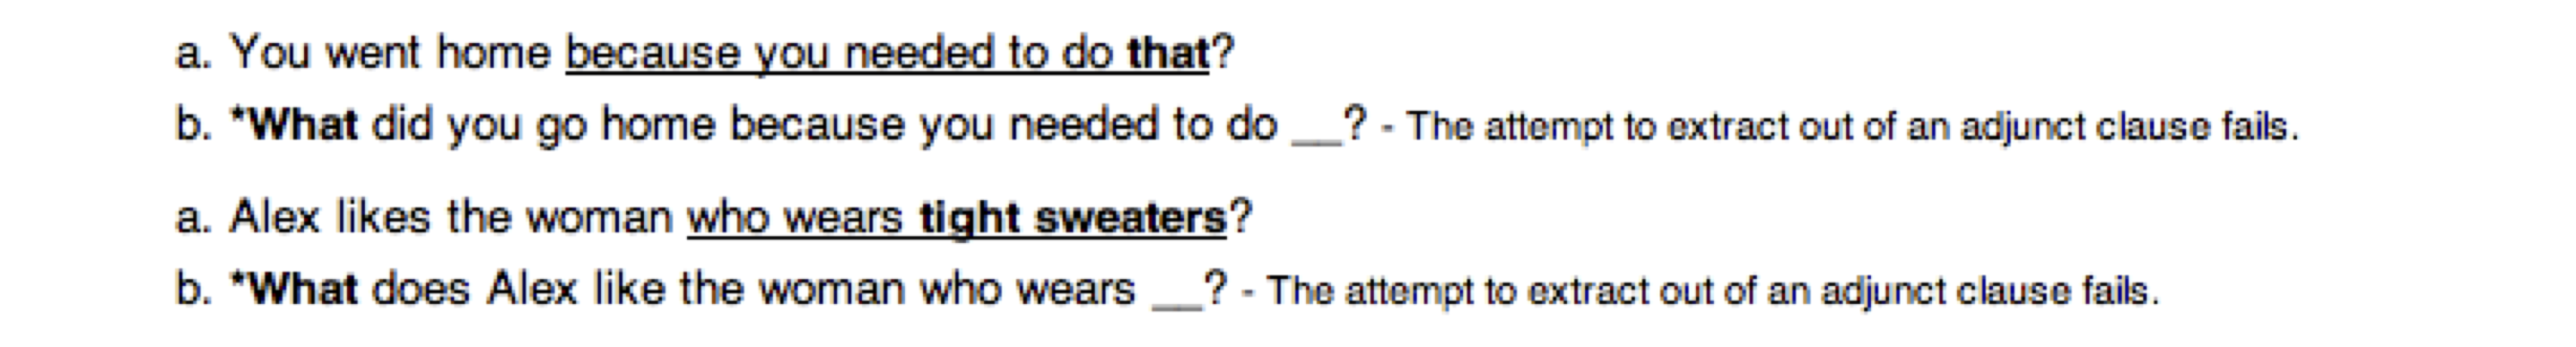 a. You went home because you needed to do that?
b. *What did you go home because you needed to do __? - The attempt to extract out of an adjunct clause fails.
a. Alex likes the woman who wears tight sweaters?
b. *What does Alex like the woman who wears __? - The attempt to extract out of an adjunct clause fails.